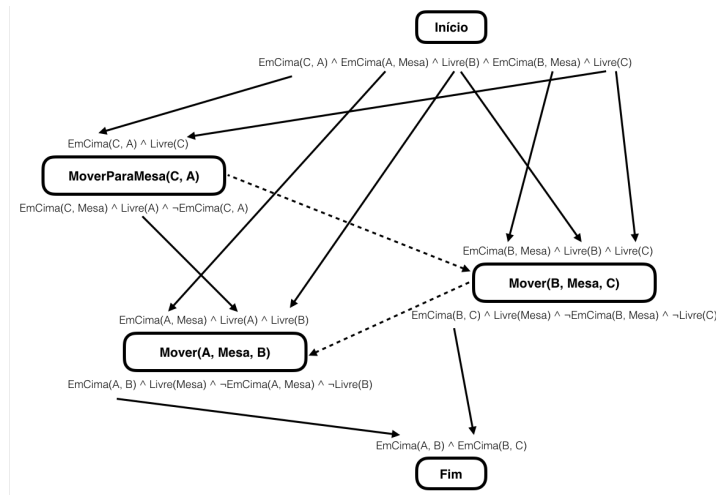 Início
EmCima(C, A) ^ EmCima(A, Mesa) ^ Livre(B) ^ EmCima(B, Mesa) ^ Livre(C)
EmCima(C, A) ^ Livre(C)
MoverParaMesa(C, A)
EmCima(C, Mesa) ^ Livre(A) ^ ¬EmCima(C, A)
EmCima(B, Mesa) ^ Livre(B) ^ Livre(C)
Mover(B, Mesa, C)
EmCima(B, C) ^ Livre(Mesa) ^ ¬EmCima(B, Mesa) ^ ¬Livre(C)
EmCima(A, Mesa) ^ Livre(A) ^ Livre(B)
Mover(A, Mesa, B)
EmCima(A, B) ^ Livre(Mesa) ^ ¬EmCima(A, Mesa) ^ ¬Livre(B)
EmCima(A, B) ^ EmCima(B, C)
Fim